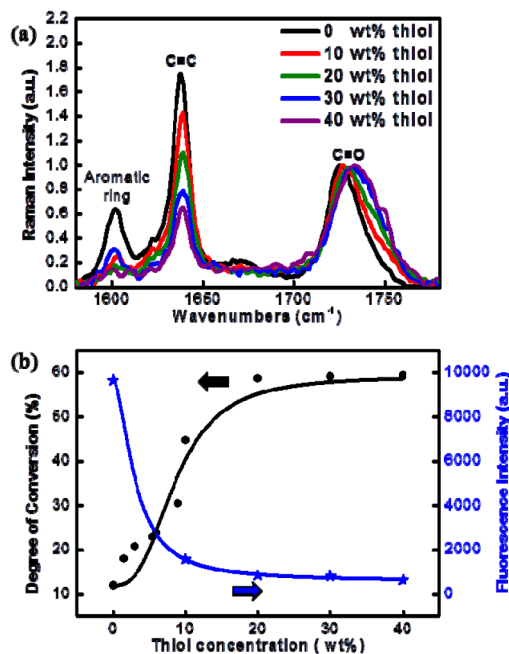 (a)
2.2
2.0
1.8
1.6
1.4
1.2
1.0
0.8
0.6
0.4
0.2
0.0
Raman Intensity (a.u.)
C=C
Aromatic
ring
C=O
0 wt% thiol
10 wt% thiol
20 wt% thiol
30 wt% thiol
40 wt% thiol
1600 1650 1700 1750
Wavenumbers (cm⁻¹)
(b)
60
50
40
30
20
10
Degree of Conversion (%)
10000
8000
6000
4000
2000
0
Fluorescence Intensity (a.u.)
0 10 20 30 40
Thiol concentration ( wt%)